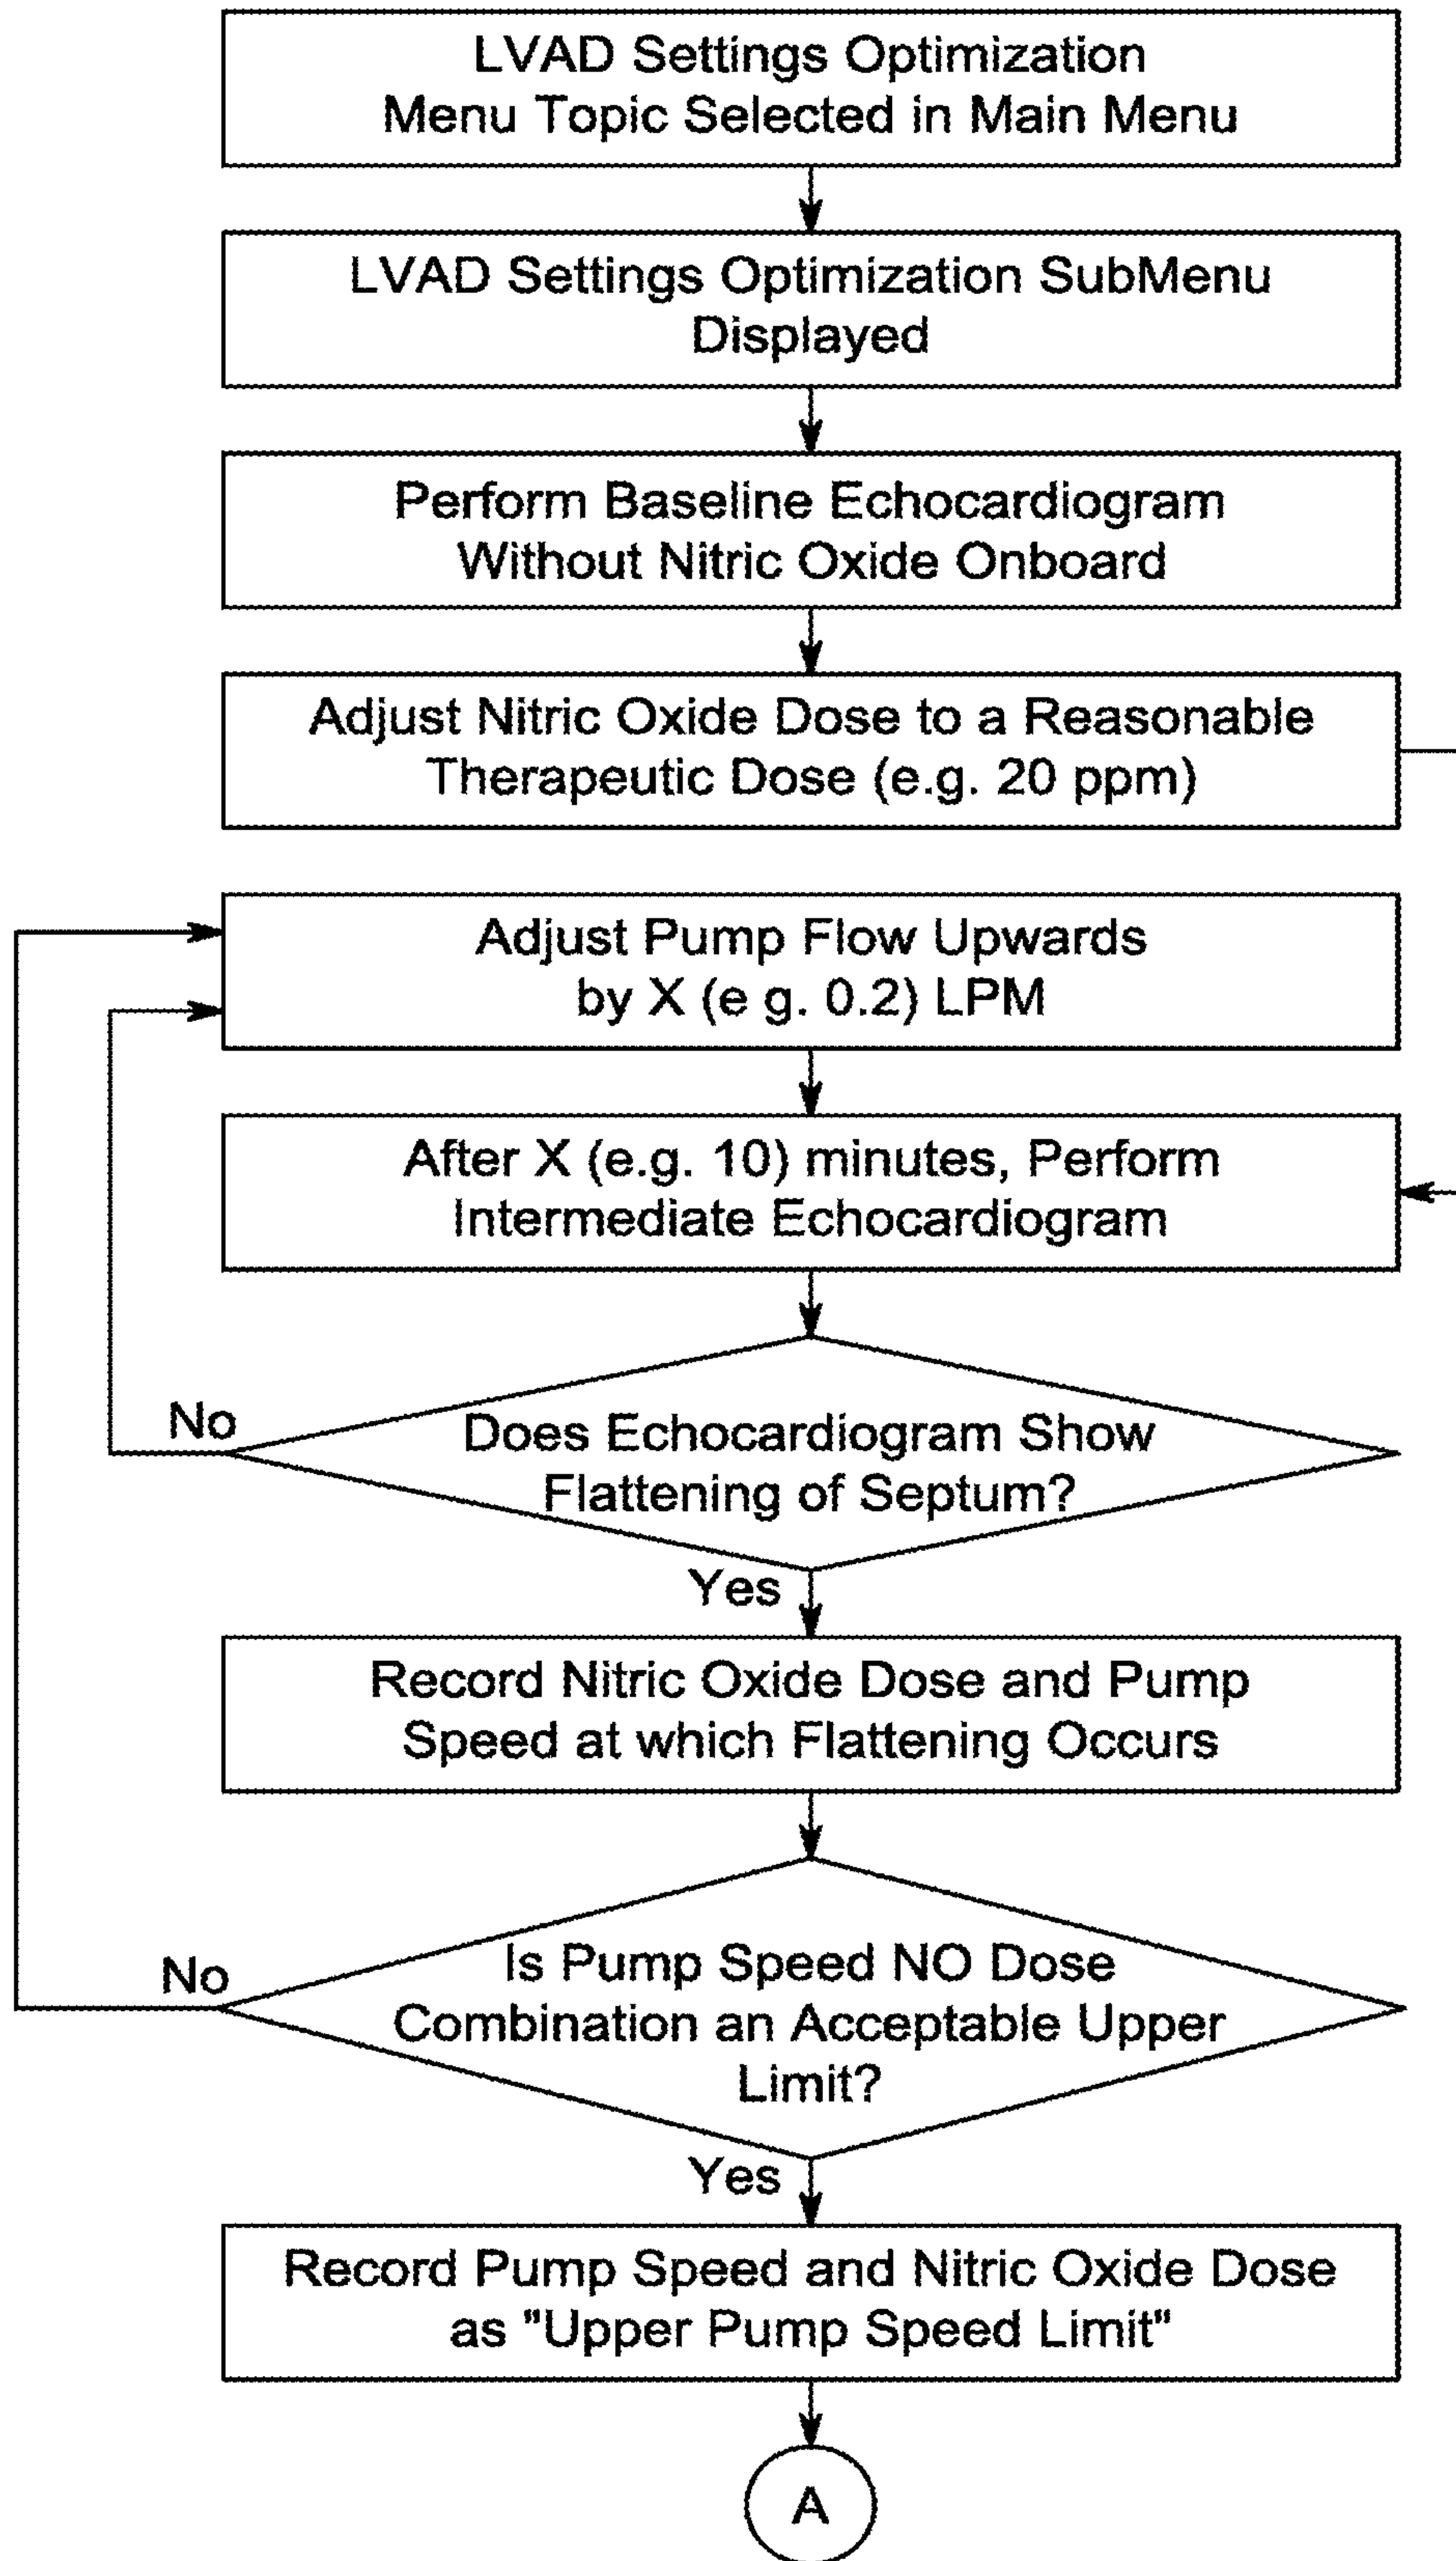 LVAD Settings Optimization
Menu Topic Selected in Main Menu
LVAD Settings Optimization SubMenu
Displayed
Perform Baseline Echocardiogram
Without Nitric Oxide Onboard
Adjust Nitric Oxide Dose to a Reasonable
Therapeutic Dose (e.g. 20 ppm)
Adjust Pump Flow Upwards
by X (e g. 0.2) LPM
After X (e.g. 10) minutes, Perform
Intermediate Echocardiogram
No
Does Echocardiogram Show
Flattening of Septum?
Yes
Record Nitric Oxide Dose and Pump
Speed at which Flattening Occurs
No
Is Pump Speed NO Dose
Combination an Acceptable Upper
Limit?
Yes
Record Pump Speed and Nitric Oxide Dose
as "Upper Pump Speed Limit"
A